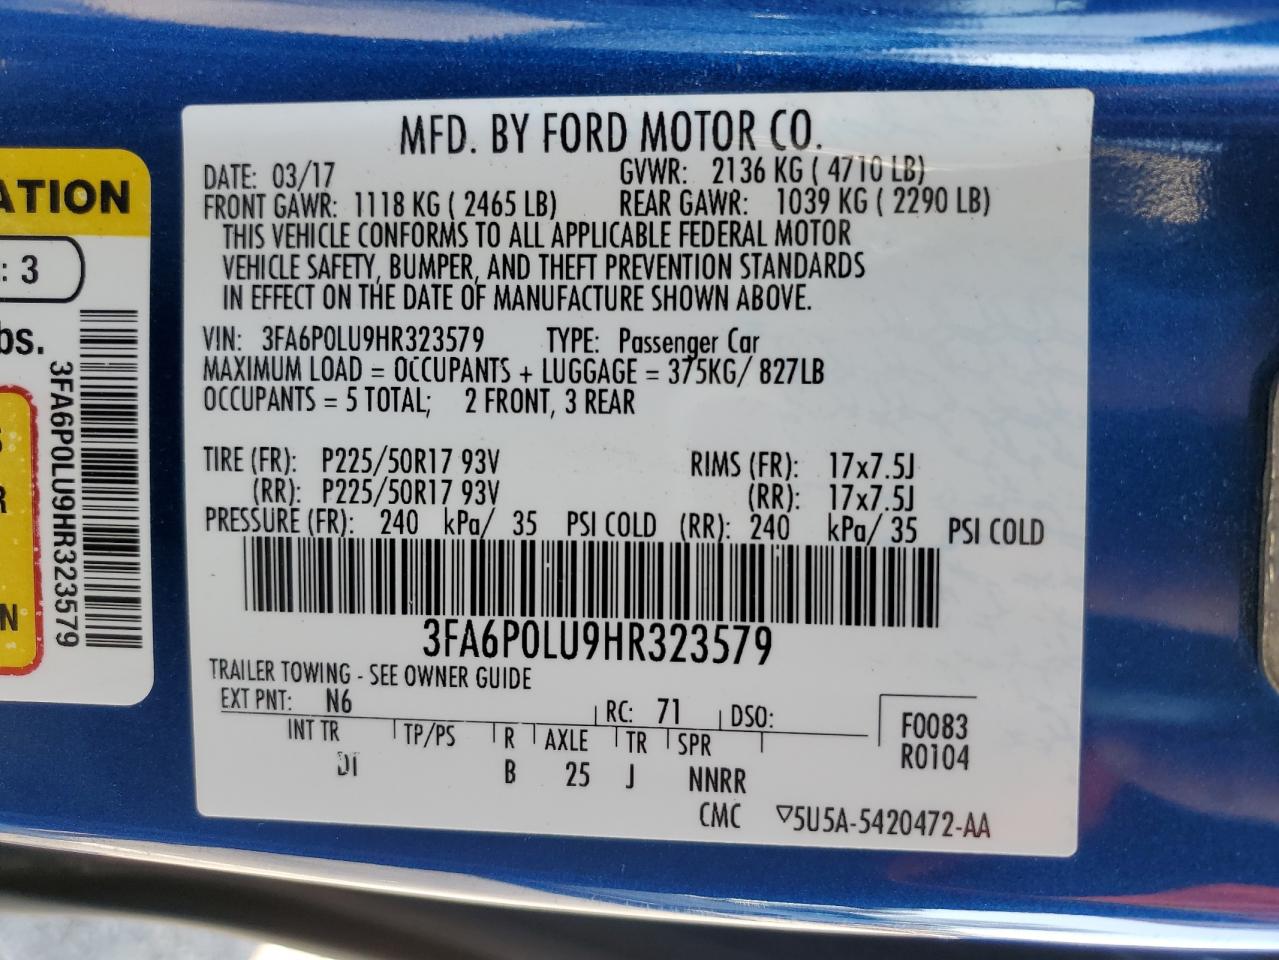 ATION
: 3
bs.
3FA6P0LU9HR323579
R
N
MFD. BY FORD MOTOR CO.
DATE: 03/17 GVWR: 2136 KG ( 4710 LB)
FRONT GAWR: 1118 KG ( 2465 LB) REAR GAWR: 1039 KG ( 2290 LB)
THIS VEHICLE CONFORMS TO ALL APPLICABLE FEDERAL MOTOR
VEHICLE SAFETY, BUMPER, AND THEFT PREVENTION STANDARDS
IN EFFECT ON THE DATE OF MANUFACTURE SHOWN ABOVE.
VIN: 3FA6P0LU9HR323579 TYPE: Passenger Car
MAXIMUM LOAD = OCCUPANTS + LUGGAGE = 375KG/ 827LB
OCCUPANTS = 5 TOTAL; 2 FRONT, 3 REAR
TIRE (FR): P225/50R17 93V RIMS (FR): 17x7.5J
(RR): P225/50R17 93V (RR): 17x7.5J
PRESSURE (FR): 240 kPa/ 35 PSI COLD (RR): 240 kPa/ 35 PSI COLD
3FA6P0LU9HR323579
TRAILER TOWING - SEE OWNER GUIDE
EXT PNT: N6 RC: 71 DSO:
INT TR TP/PS R AXLE TR SPR
DI B 25 J NNRR
F0083
R0104
CMC ▽5U5A-5420472-AA